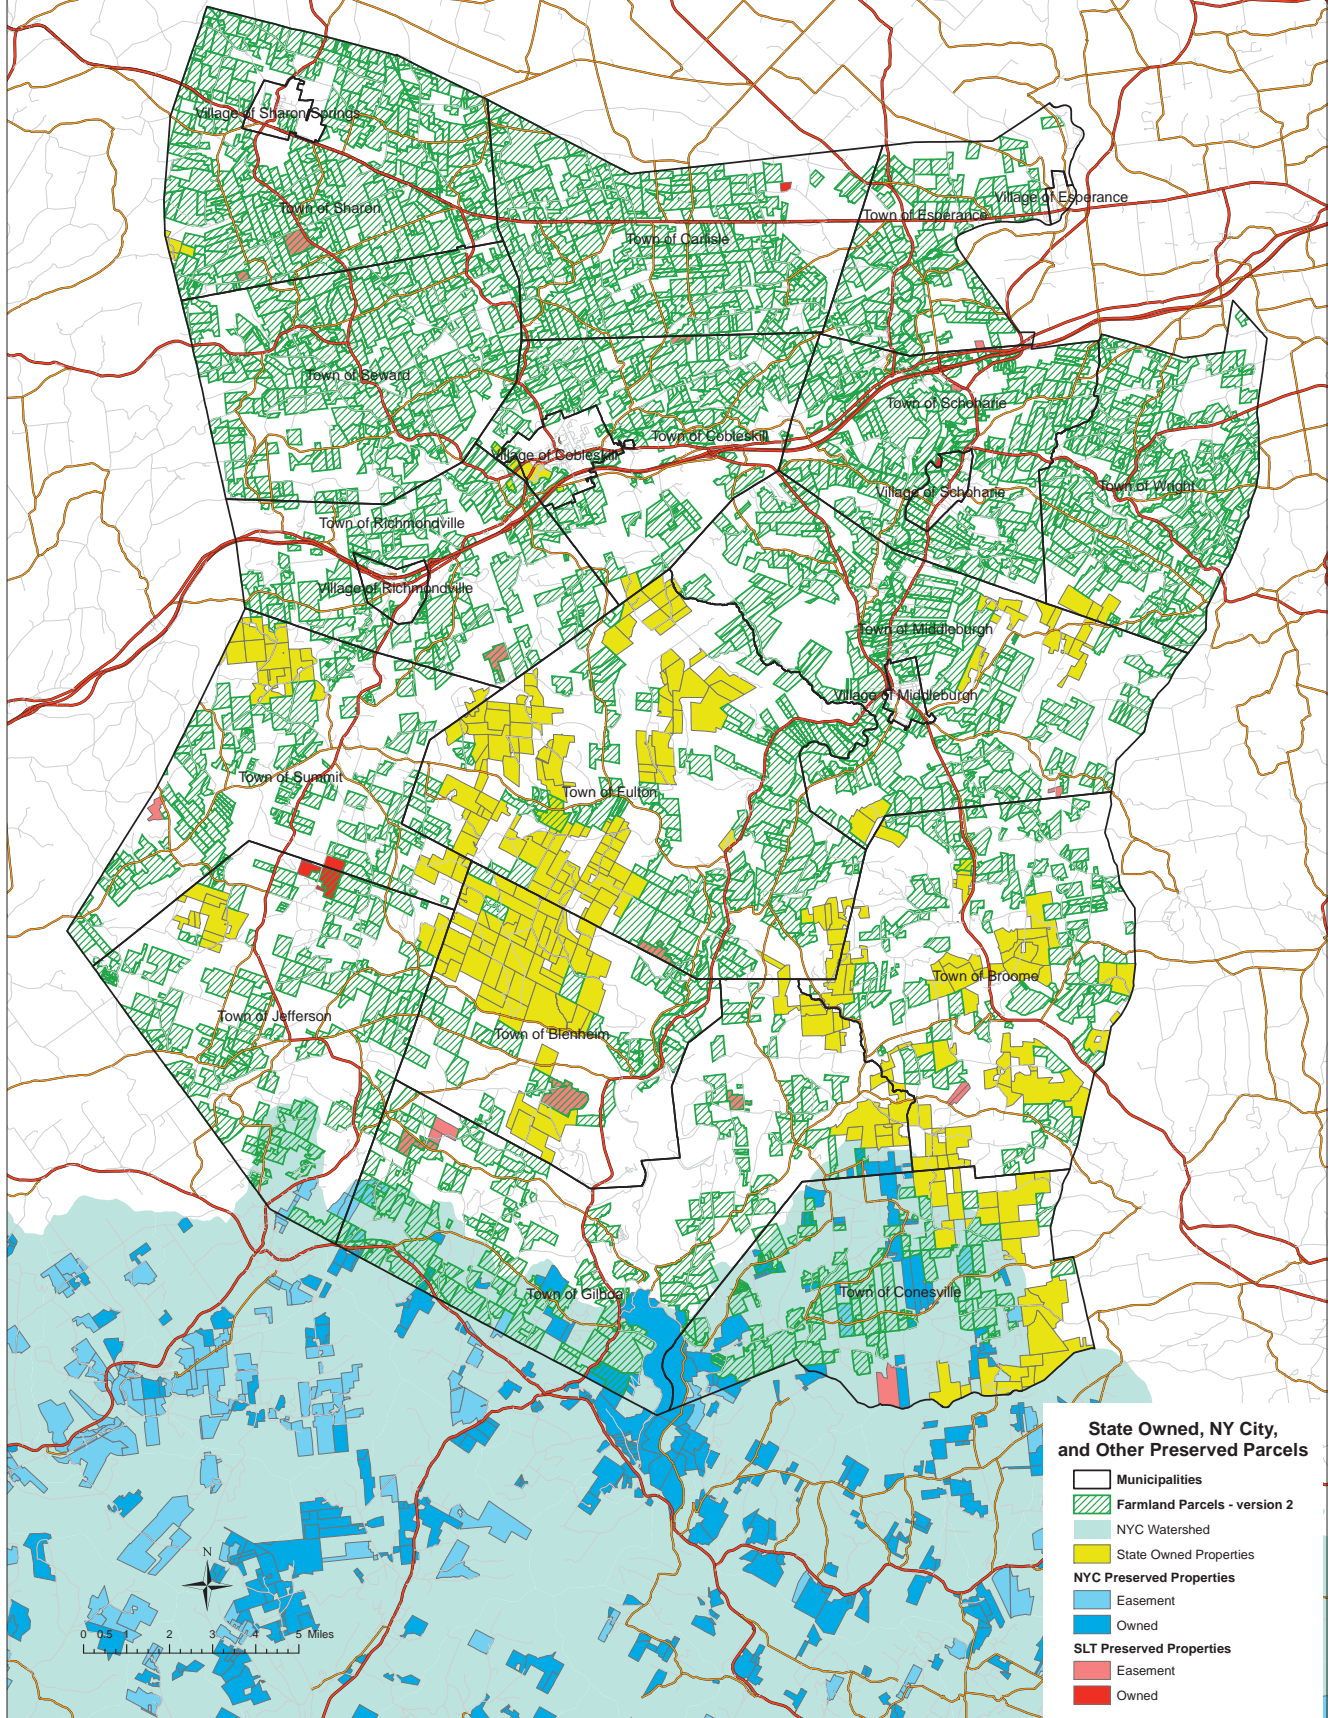 Village of Sharon Springs
Village of Esperance
Town of Sharon
Town of Esperance
Town of Carlisle
Town of Seward
Town of Schoharie
Town of Cobleskill
Village of Cobleskill
Town of Wright
Village of Schoharie
Town of Richmondville
Village of Richmondville
Town of Middleburgh
Village of Middleburgh
Town of Summit
Town of Fulton
Town of Broome
Town of Jefferson
Town of Blenheim
Town of Gilboa
Town of Conesville
N
0 0.5 1 2 3 4 5 Miles
State Owned, NY City,
and Other Preserved Parcels
Municipalities
Farmland Parcels - version 2
NYC Watershed
State Owned Properties
NYC Preserved Properties
Easement
Owned
SLT Preserved Properties
Easement
Owned